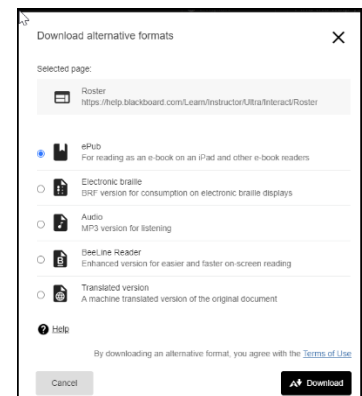 Download alternative formats
Selected page:
Roster
https://help.blackboard.com/Learn/Instructor/Ultra/Interact/Roster
ePub
For reading as an e-book on an iPad and other e-book readers
Electronic braille
BRF version for consumption on electronic braille displays
Audio
MP3 version for listening
BeeLine Reader
Enhanced version for easier and faster on-screen reading
Translated version
A machine translated version of the original document
Help
By downloading an alternative format, you agree with the Terms of Use
Cancel
Download